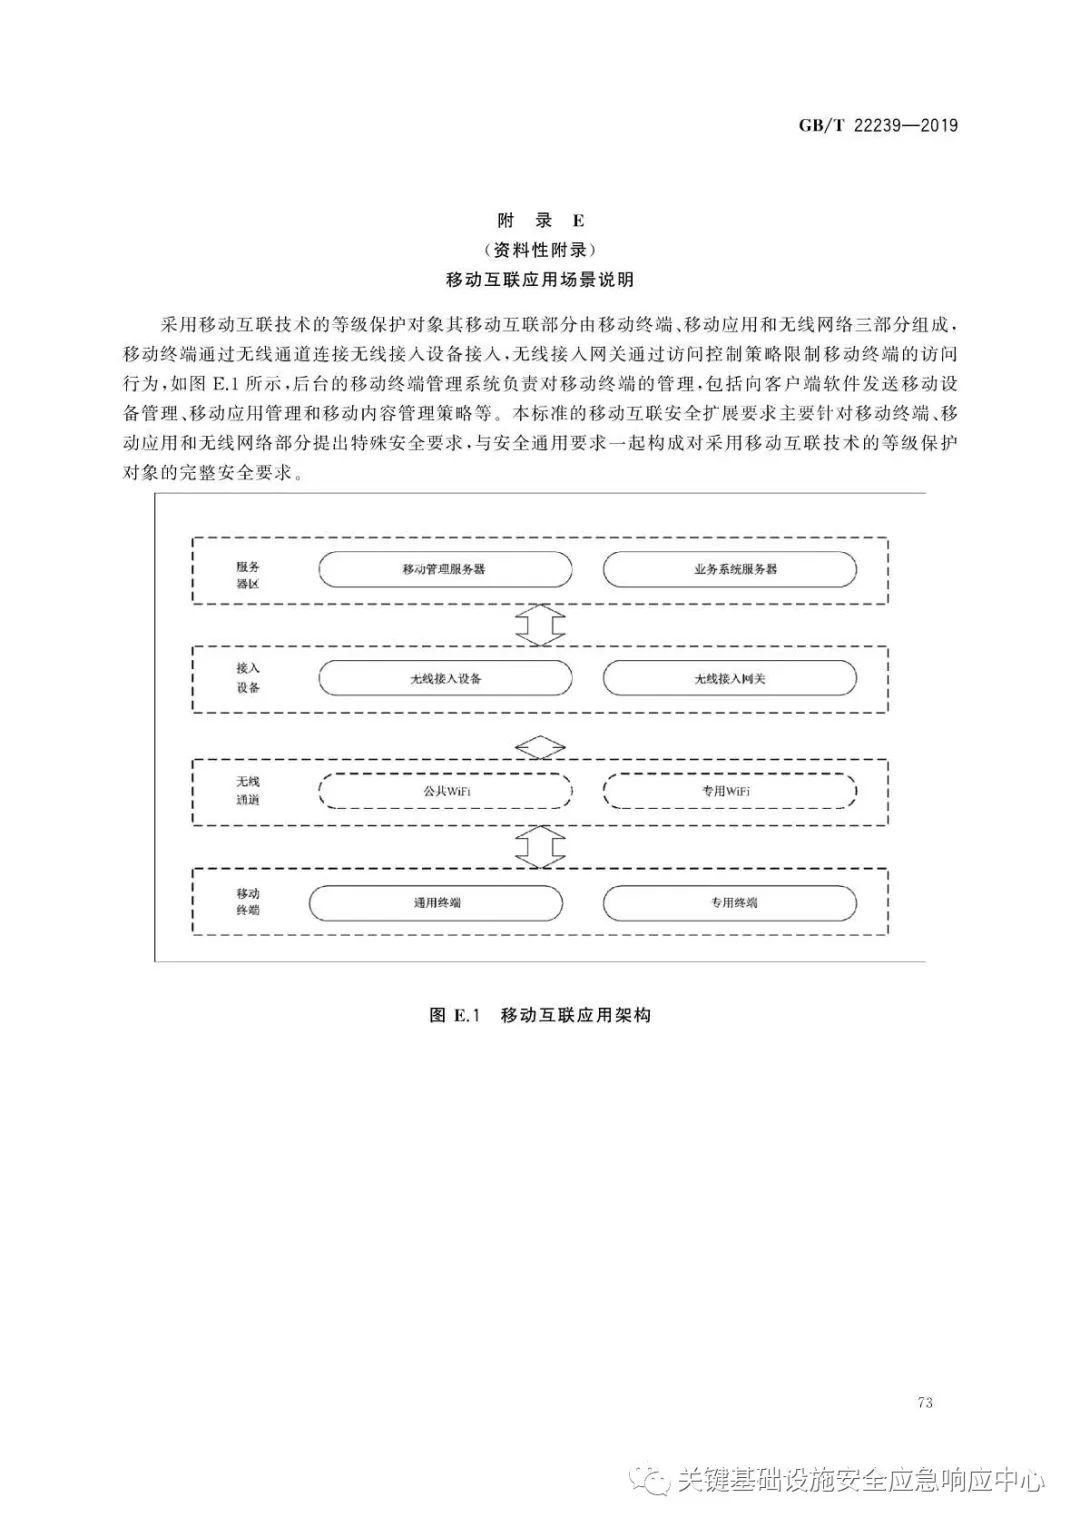 GB/T 22239—2019
附 录 E
（资料性附录）
移动互联应用场景说明
采用移动互联技术的等级保护对象其移动互联部分由移动终端、移动应用和无线网络三部分组成，
移动终端通过无线通道连接无线接入设备接入，无线接入网关通过访问控制策略限制移动终端的访问
行为，如图 E.1 所示，后台的移动终端管理系统负责对移动终端的管理，包括向客户端软件发送移动设
备管理、移动应用管理和移动内容管理策略等。本标准的移动互联安全扩展要求主要针对移动终端、移
动应用和无线网络部分提出特殊安全要求，与安全通用要求一起构成对采用移动互联技术的等级保护
对象的完整安全要求。
服务
器区
移动管理服务器
业务系统服务器
接入
设备
无线接入设备
无线接入网关
无线
通道
公共WiFi
专用WiFi
移动
终端
通用终端
专用终端
图 E.1 移动互联应用架构
73
关键基础设施安全应急响应中心